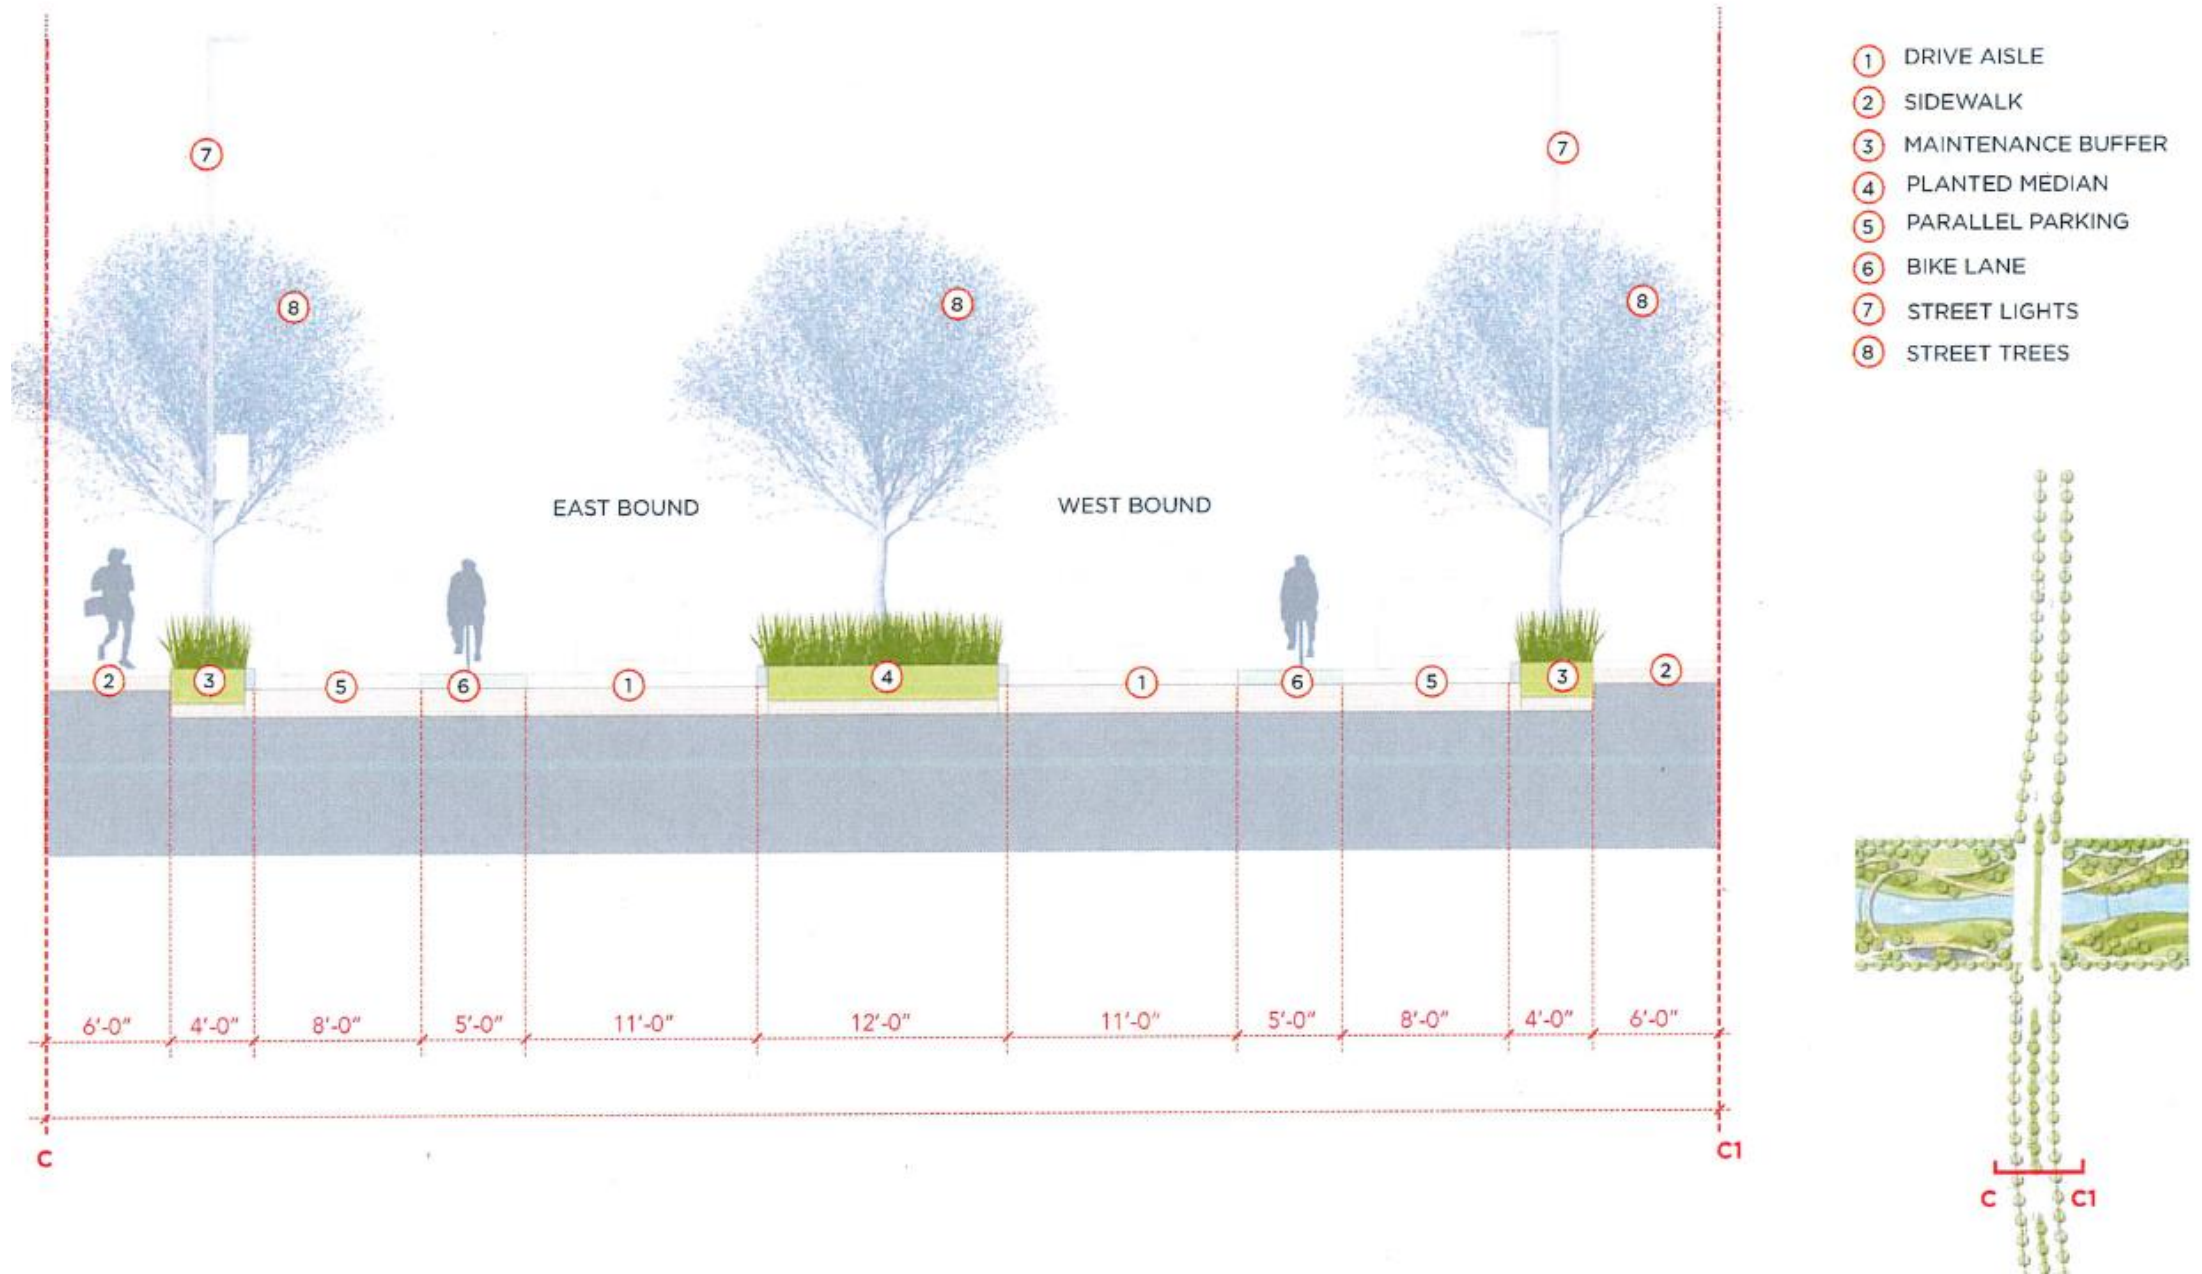 1 DRIVE AISLE
2 SIDEWALK
3 MAINTENANCE BUFFER
4 PLANTED MEDIAN
5 PARALLEL PARKING
6 BIKE LANE
7 STREET LIGHTS
8 STREET TREES
7 7
8 8 8
EAST BOUND WEST BOUND
2 3 5 6 1 4 1 6 5 3 2
6'-0" 4'-0" 8'-0" 5'-0" 11'-0" 12'-0" 11'-0" 5'-0" 8'-0" 4'-0" 6'-0"
C C1
C C1